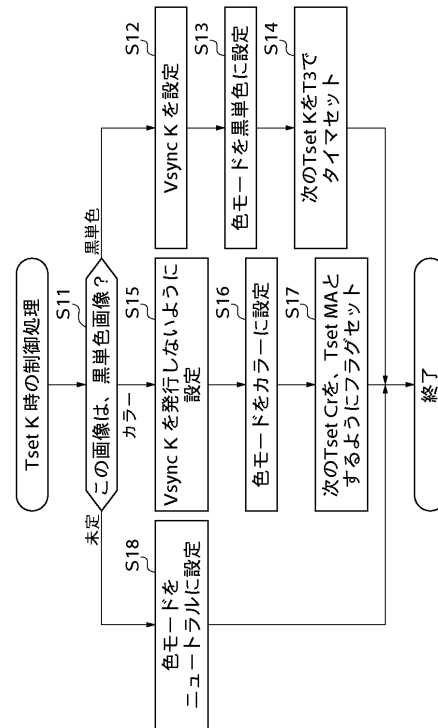 Tset K 時の制御処理
S11
この画像は、黒単色画像？
黒単色
S12
Vsync K を設定
S13
色モードを黒単色に設定
S14
次のTset KをT3で
タイマセット
カラー
S15
Vsync K を発行しないように
設定
S16
色モードをカラーに設定
S17
次のTset Crを、Tset MAと
するようにフラグセット
未定
S18
色モードを
ニュートラルに設定
終了